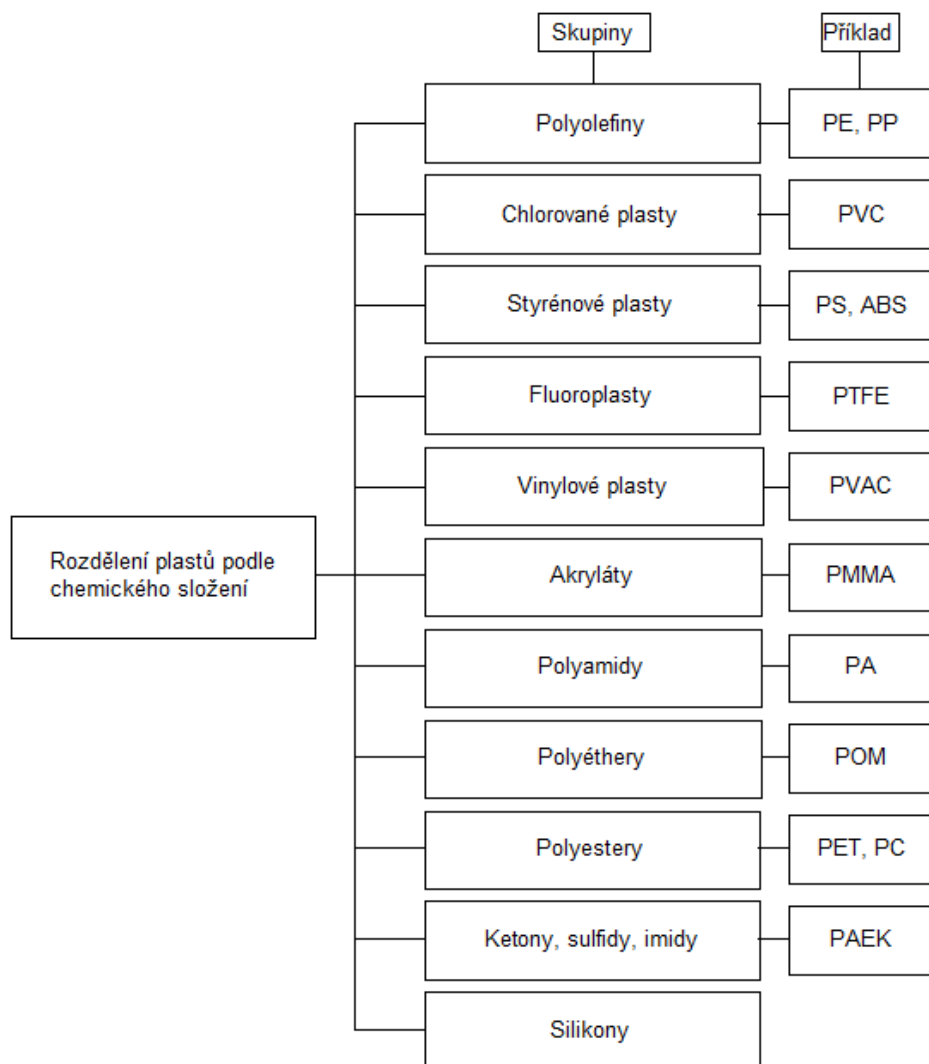 Skupiny
Příklad
Polyolefiny
PE, PP
Chlorované plasty
PVC
Styrénové plasty
PS, ABS
Fluoroplasty
PTFE
Vinylové plasty
PVAC
Rozdělení plastů podle
chemického složení
Akryláty
PMMA
Polyamidy
PA
Polyéthery
POM
Polyestery
PET, PC
Ketony, sulfidy, imidy
PAEK
Silikony